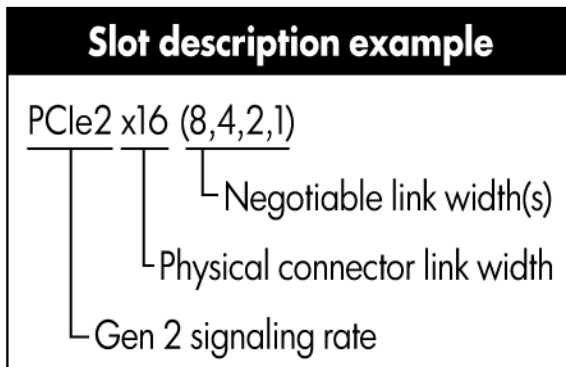 Slot description example
PCIe2 x16 (8,4,2,1)
Negotiable link width(s)
Physical connector link width
Gen 2 signaling rate